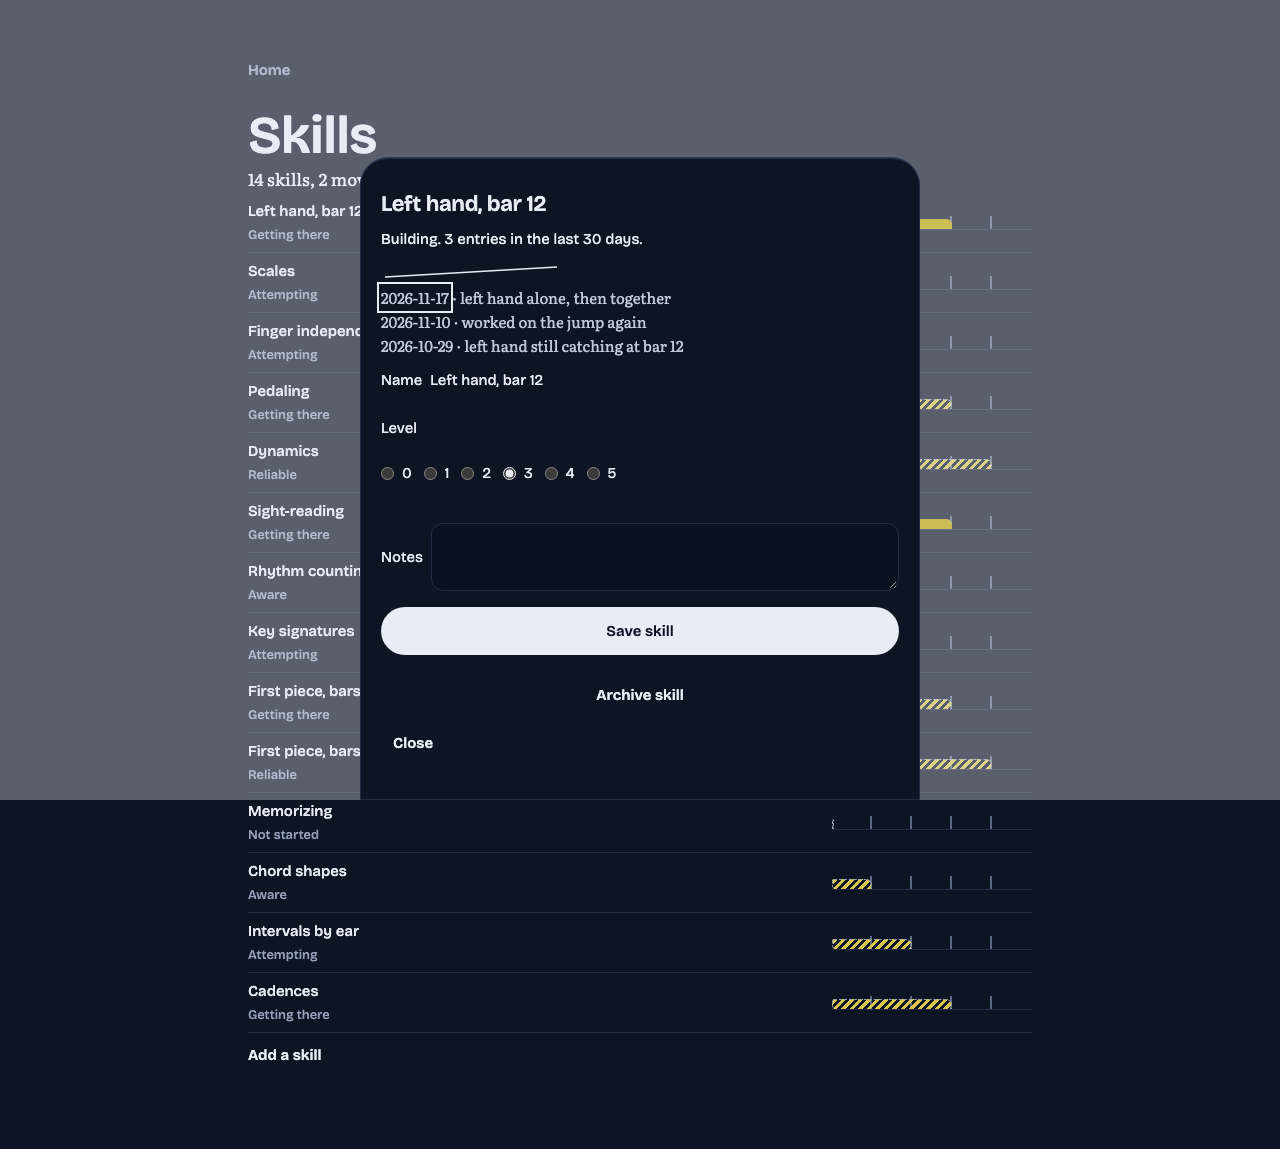 Home
Skills
14 skills, 2
Left hand, bar 12
Getting there
Scales
Attempting
Finger
Attempting
Pedaling
Getting there
Dynamics
Reliable
Sight-reading
Getting there
Rhythm
Aware
Key signatures
Attempting
First piece, bars
Getting there
First piece, bars
Reliable
Memorizing
Not started
Chord shapes
Aware
Intervals by ear
Attempting
Cadences
Getting there
Add a skill
Left hand, bar 12
Building. 3 entries in the last 30 days.
2026-11-17 · left hand alone, then together
2026-11-10 · worked on the jump again
2026-10-29 · left hand still catching at bar 12
Name Left hand, bar 12
Level
0 1 2 3 4 5
Notes
Save skill
Archive skill
Close